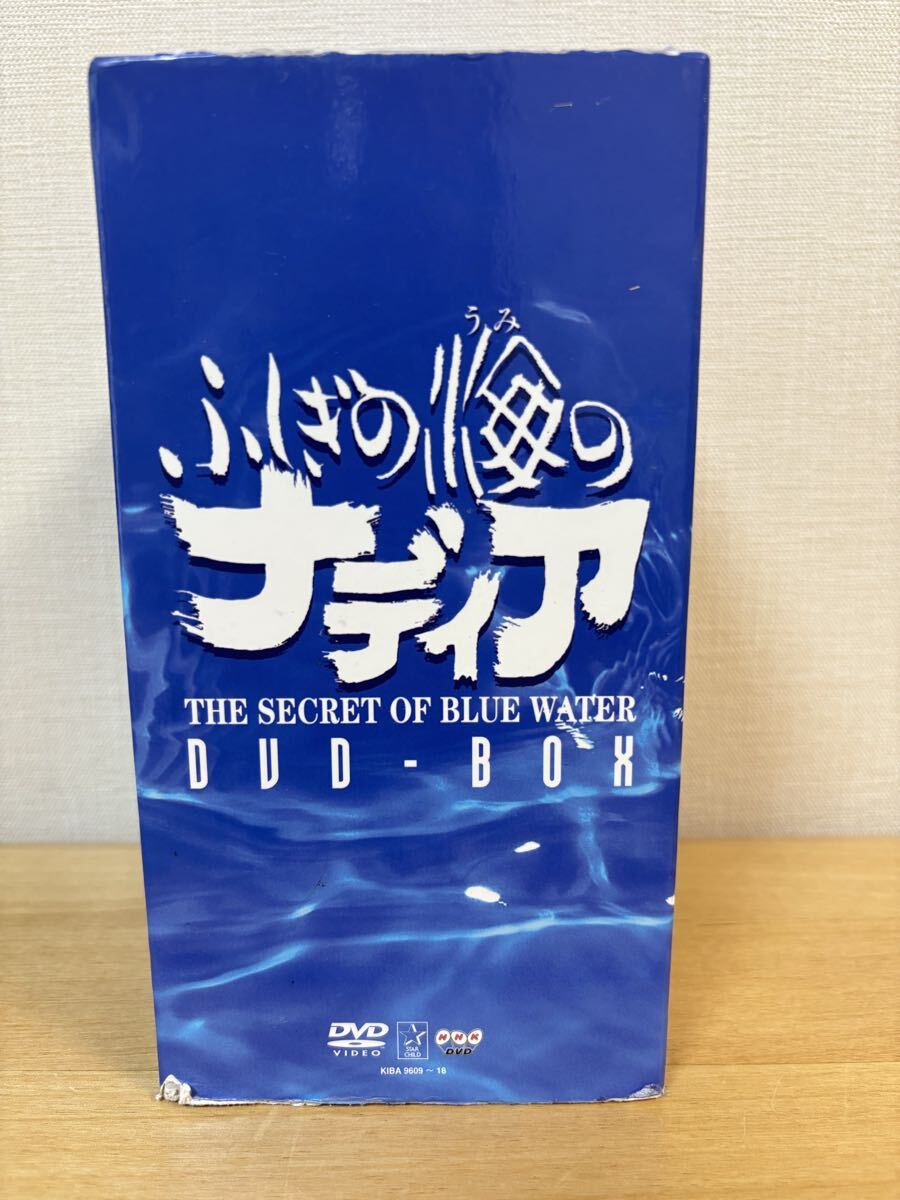 うみ
ふしぎの海の
ナディア
THE SECRET OF BLUE WATER
DVD-BOX
DVD
VIDEO
STAR
CHILD
NHK
DVD
KIBA 9609～18